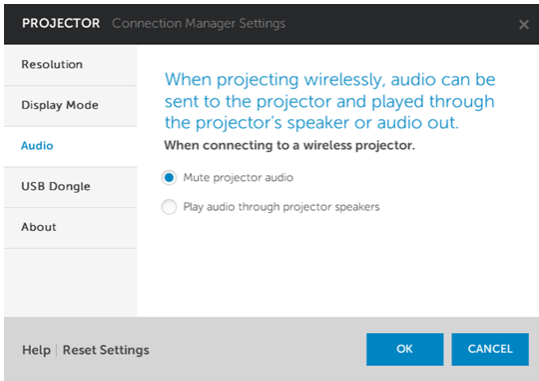 PROJECTOR Connection Manager Settings
Resolution
Display Mode
Audio
USB Dongle
About
When projecting wirelessly, audio can be
sent to the projector and played through
the projector's speaker or audio out.
When connecting to a wireless projector.
Mute projector audio
Play audio through projector speakers
Help | Reset Settings
OK
CANCEL